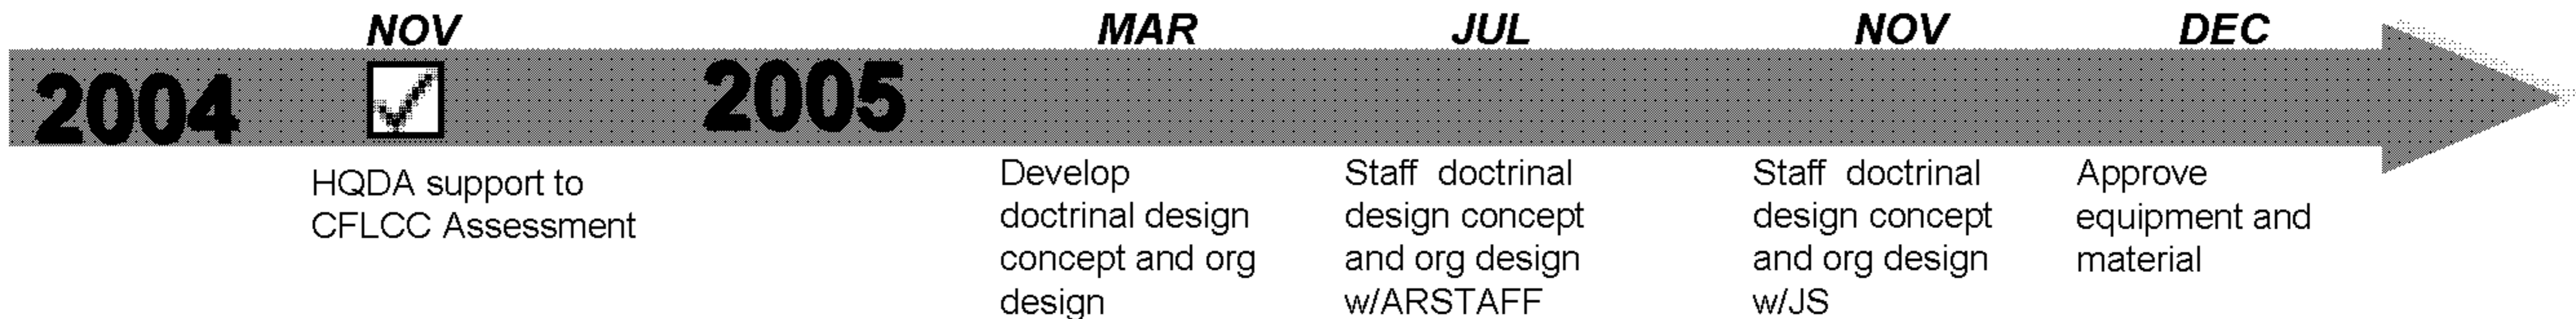 NOV MAR JUL NOV DEC
2004 2005
HQDA support to
CFLCC Assessment
Develop
doctrinal design
concept and org
design
Staff doctrinal
design concept
and org design
w/ARSTAFF
Staff doctrinal
design concept
and org design
w/JS
Approve
equipment and
material